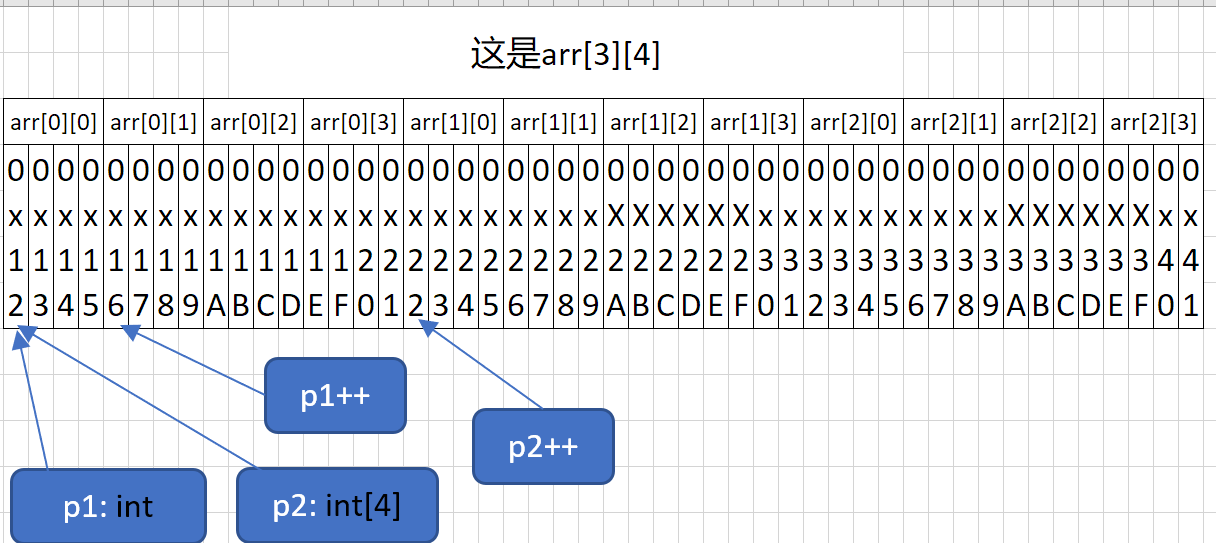 这是arr[3][4]
arr[0][0] arr[0][1] arr[0][2] arr[0][3] arr[1][0] arr[1][1] arr[1][2] arr[1][3] arr[2][0] arr[2][1] arr[2][2] arr[2][3]
0x12 0x13 0x14 0x15 0x16 0x17 0x18 0x19 0x1A 0x1B 0x1C 0x1D 0x1E 0x1F 0x20 0x21 0x22 0x23 0x24 0x25 0x26 0x27 0x28 0x29 0X2A 0X2B 0X2C 0X2D 0X2E 0X2F 0x30 0x31 0x32 0x33 0x34 0x35 0x36 0x37 0x38 0x39 0X3A 0X3B 0X3C 0X3D 0X3E 0X3F 0x40 0x41
p1++
p2++
p1: int
p2: int[4]